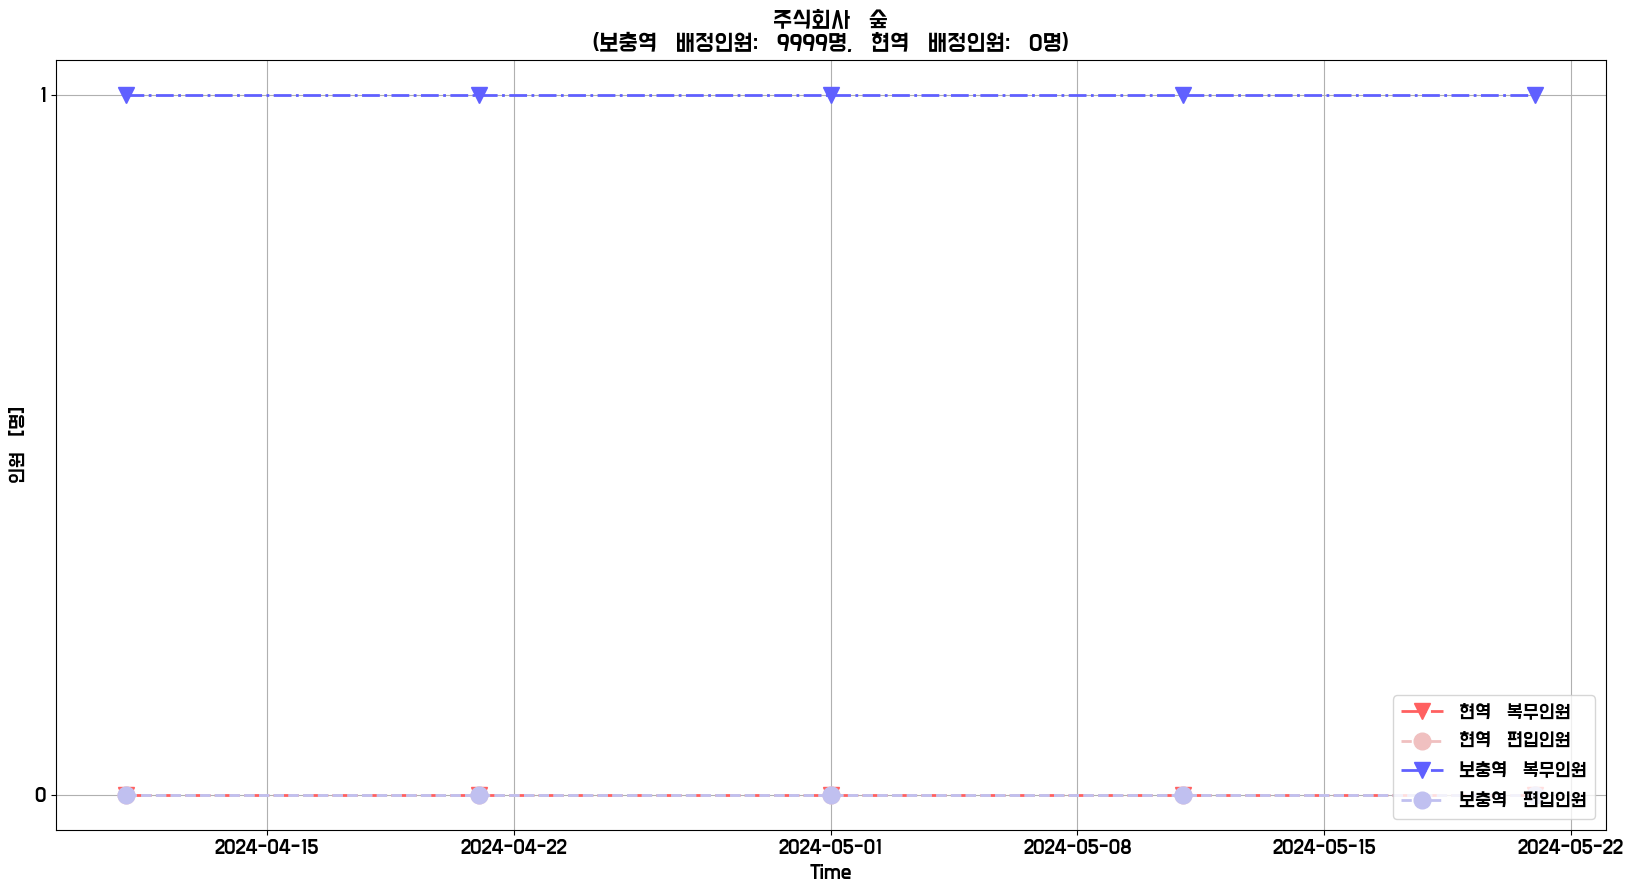 주식회사 숲
(보충역 배정인원: 9999명, 현역 배정인원: 0명)
1
0
인원 [명]
현역 복무인원
현역 편입인원
보충역 복무인원
보충역 편입인원
2024-04-15
2024-04-22
2024-05-01
2024-05-08
2024-05-15
2024-05-22
Time